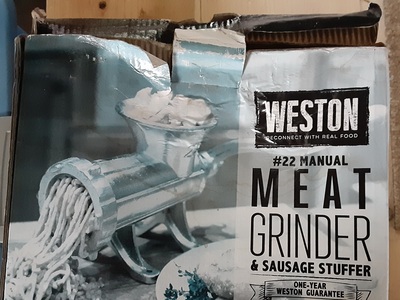 WESTON
RECONNECT WITH REAL FOOD
#22 MANUAL
MEAT
GRINDER
& SAUSAGE STUFFER
ONE-YEAR
WESTON GUARANTEE